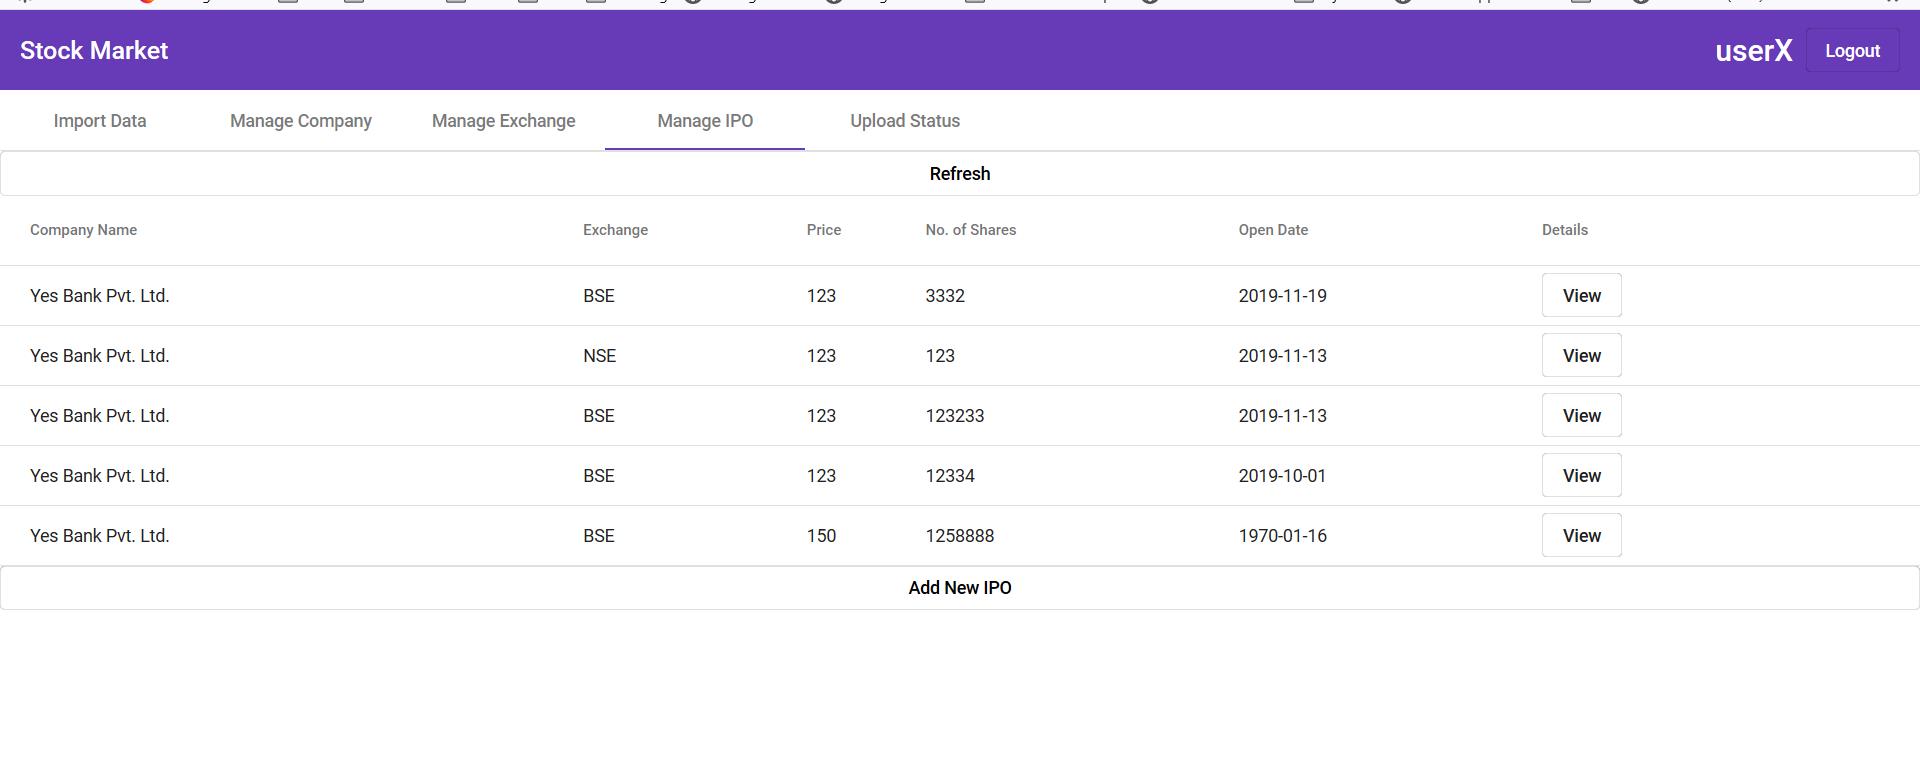 Stock Market userX Logout
Import Data Manage Company Manage Exchange Manage IPO Upload Status
Refresh
Company Name Exchange Price No. of Shares Open Date Details
Yes Bank Pvt. Ltd. BSE 123 3332 2019-11-19 View
Yes Bank Pvt. Ltd. NSE 123 123 2019-11-13 View
Yes Bank Pvt. Ltd. BSE 123 123233 2019-11-13 View
Yes Bank Pvt. Ltd. BSE 123 12334 2019-10-01 View
Yes Bank Pvt. Ltd. BSE 150 1258888 1970-01-16 View
Add New IPO